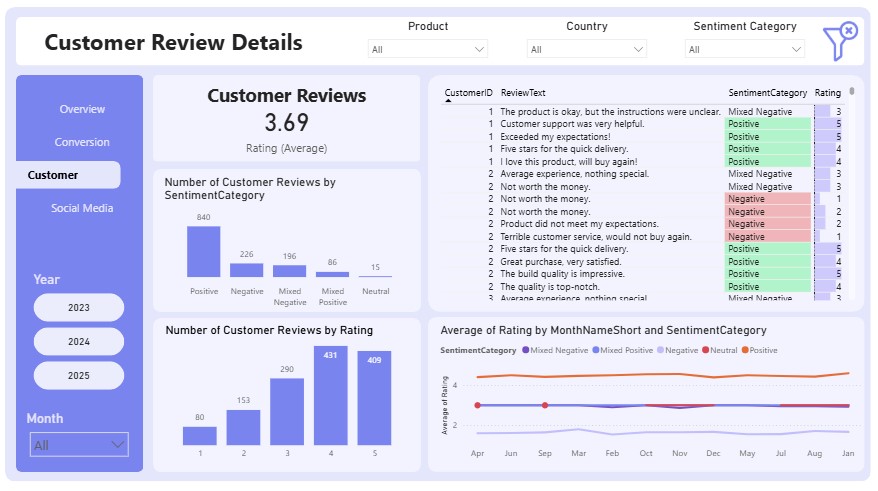 Customer Review Details
Product
All
Country
All
Sentiment Category
All
Overview
Conversion
Customer
Social Media
Year
2023
2024
2025
Month
All
Customer Reviews
3.69
Rating (Average)
Number of Customer Reviews by
SentimentCategory
840
226
196
86
15
Positive
Negative
Mixed
Negative
Mixed
Positive
Neutral
Number of Customer Reviews by Rating
80
153
290
431
409
1
2
3
4
5
CustomerID ReviewText SentimentCategory Rating
1 The product is okay, but the instructions were unclear. Mixed Negative 3
1 Customer support was very helpful. Positive 5
1 Exceeded my expectations! Positive 5
1 Five stars for the quick delivery. Positive 4
1 I love this product, will buy again! Positive 4
2 Average experience, nothing special. Mixed Negative 3
2 Not worth the money. Mixed Negative 3
2 Not worth the money. Negative 1
2 Not worth the money. Negative 2
2 Product did not meet my expectations. Negative 2
2 Terrible customer service, would not buy again. Negative 1
2 Five stars for the quick delivery. Positive 5
2 Great purchase, very satisfied. Positive 4
2 The build quality is impressive. Positive 5
2 The quality is top-notch. Positive 4
3 Average experience, nothing special. Mixed Negative 3
Average of Rating by MonthNameShort and SentimentCategory
SentimentCategory Mixed Negative Mixed Positive Negative Neutral Positive
Average of Rating
4
2
Apr Jun Sep Mar Feb Oct Nov Dec May Jul Aug Jan